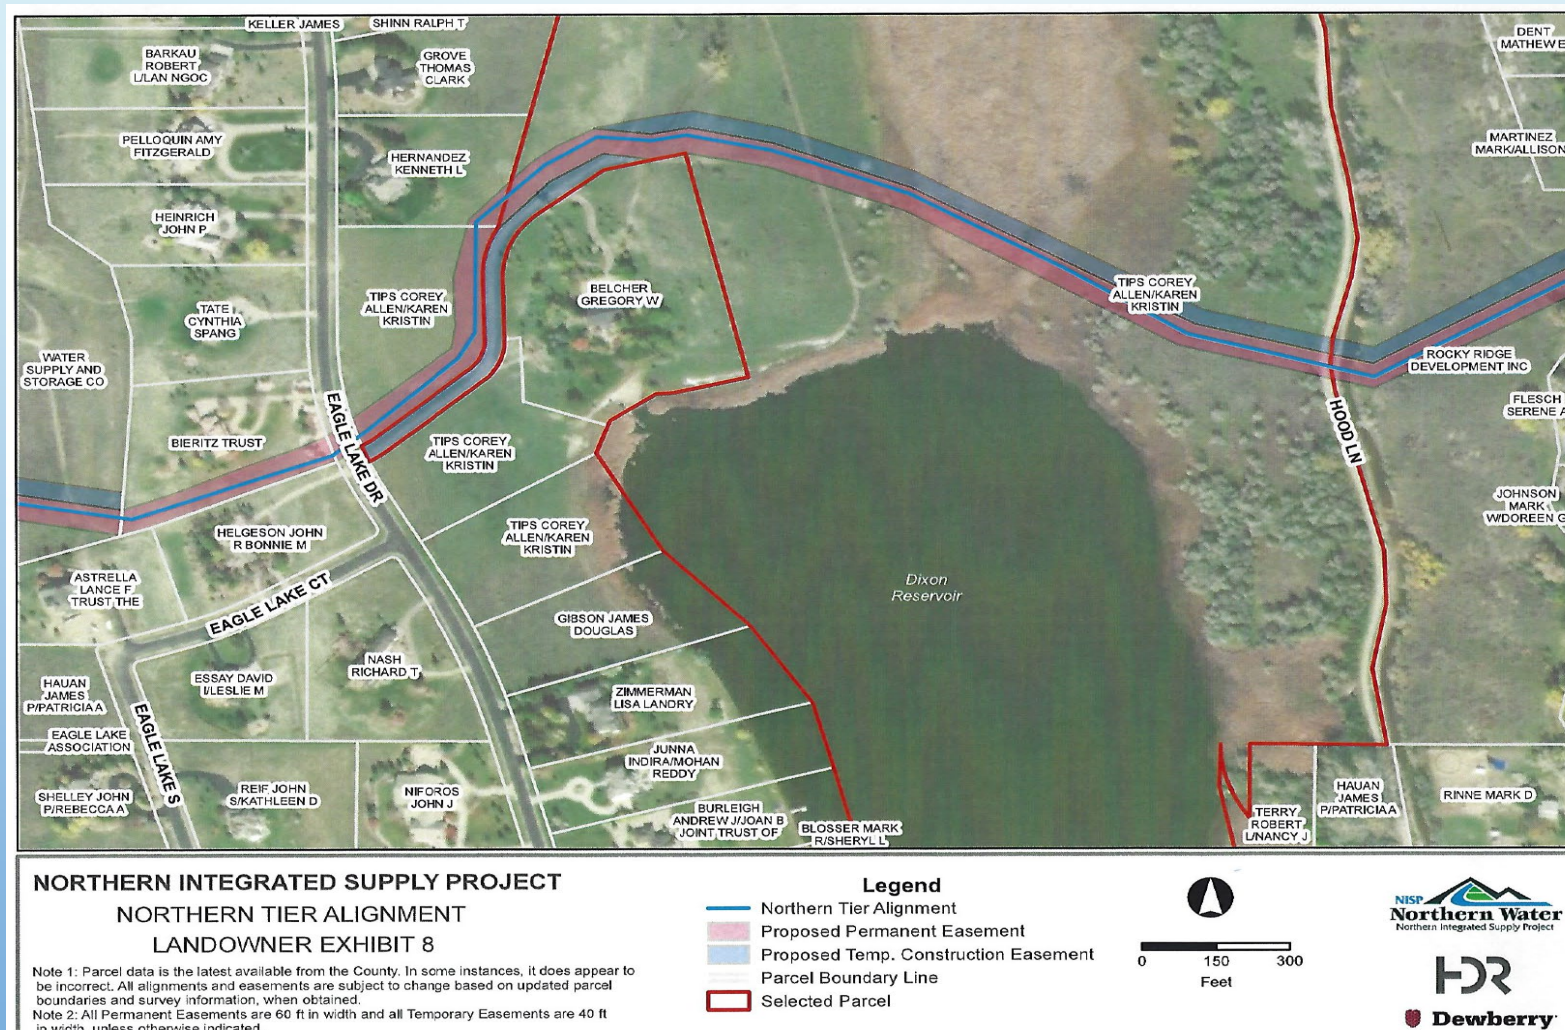 KELLER JAMES
SHINN RALPH T
BARKAU
ROBERT
L/LAN NGOC
GROVE
THOMAS
CLARK
DENT
MATHEW E
PELLOQUIN AMY
FITZGERALD
HERNANDEZ
KENNETH L
MARTINEZ
MARK/ALLISON
HEINRICH
JOHN P
TIPS COREY
ALLEN/KAREN
KRISTIN
BELCHER
GREGORY W
TIPS COREY
ALLEN/KAREN
KRISTIN
TATE
CYNTHIA
SPANG
WATER
SUPPLY AND
STORAGE CO
ROCKY RIDGE
DEVELOPMENT INC
FLESCH
SERENE A
BIERITZ TRUST
EAGLE LAKE DR
TIPS COREY
ALLEN/KAREN
KRISTIN
HOOD LN
JOHNSON
MARK
W/DOREEN G
HELGESON JOHN
R BONNIE M
TIPS COREY
ALLEN/KAREN
KRISTIN
ASTRELLA
LANCE F
TRUST THE
EAGLE LAKE CT
Dixon
Reservoir
GIBSON JAMES
DOUGLAS
NASH
RICHARD T
ESSAY DAVID
I/LESLIE M
HAUAN
JAMES
P/PATRICIA A
ZIMMERMAN
LISA LANDRY
EAGLE LAKE
ASSOCIATION
EAGLE LAKE S
JUNNA
INDIRA/MOHAN
REDDY
SHELLEY JOHN
P/REBECCA A
REIF JOHN
S/KATHLEEN D
NIFOROS
JOHN J
BURLEIGH
ANDREW J/JOAN B
JOINT TRUST OF
BLOSSER MARK
R/SHERYL L
TERRY
ROBERT
L/NANCY J
HAUAN
JAMES
P/PATRICIA A
RINNE MARK D
NORTHERN INTEGRATED SUPPLY PROJECT
NORTHERN TIER ALIGNMENT
LANDOWNER EXHIBIT 8
Note 1: Parcel data is the latest available from the County. In some instances, it does appear to
be incorrect. All alignments and easements are subject to change based on updated parcel
boundaries and survey information, when obtained.
Note 2: All Permanent Easements are 60 ft in width and all Temporary Easements are 40 ft
in width, unless otherwise indicated
Legend
Northern Tier Alignment
Proposed Permanent Easement
Proposed Temp. Construction Easement
Parcel Boundary Line
Selected Parcel
0 150 300
Feet
NISP
Northern Water
Northern Integrated Supply Project
HDR
Dewberry